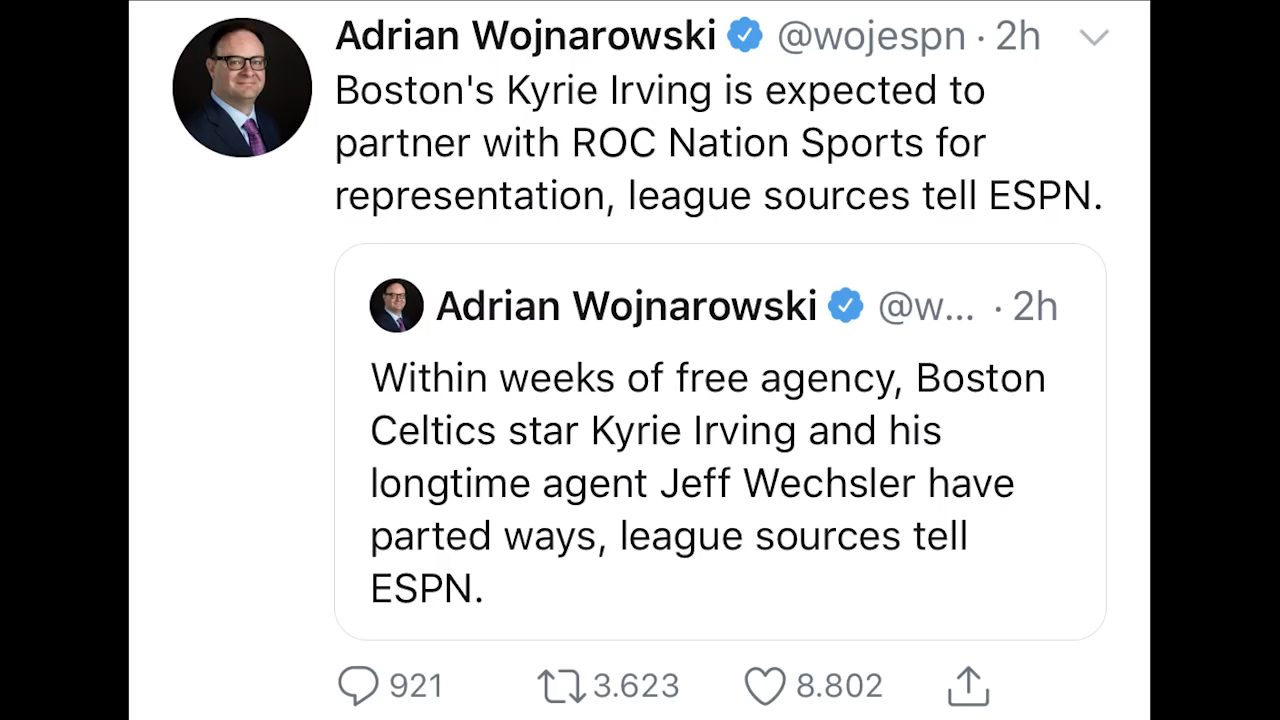 Adrian Wojnarowski @wojespn · 2h
Boston's Kyrie Irving is expected to
partner with ROC Nation Sports for
representation, league sources tell ESPN.
Adrian Wojnarowski @w... · 2h
Within weeks of free agency, Boston
Celtics star Kyrie Irving and his
longtime agent Jeff Wechsler have
parted ways, league sources tell
ESPN.
921 3.623 8.802